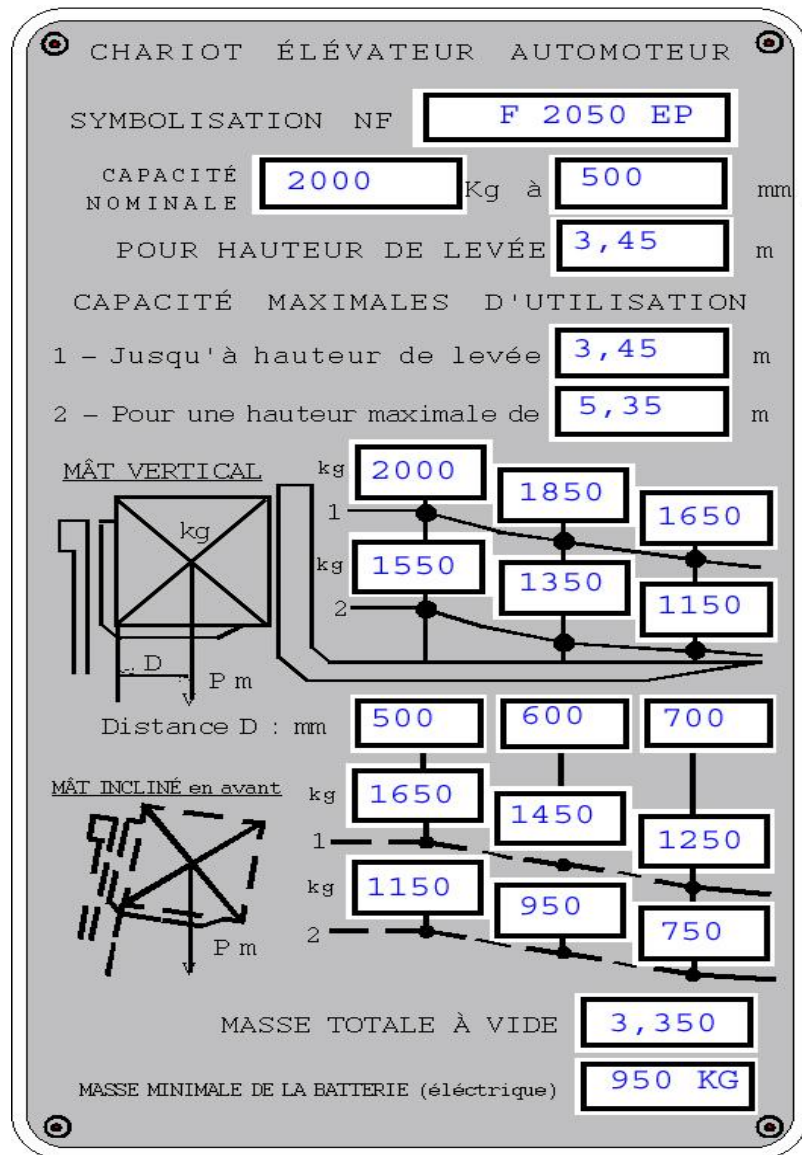 CHARIOT ÉLÉVATEUR AUTOMOTEUR
SYMBOLISATION NF F 2050 EP
CAPACITÉ NOMINALE 2000 Kg à 500 mm
POUR HAUTEUR DE LEVÉE 3,45 m
CAPACITÉ MAXIMALES D'UTILISATION
1 - Jusqu'à hauteur de levée 3,45 m
2 - Pour une hauteur maximale de 5,35 m
MÂT VERTICAL
kg 2000 1850 1650
1
kg
kg 1550 1350 1150
2
D
P m
Distance D : mm 500 600 700
MÂT INCLINÉ en avant
kg 1650 1450 1250
1
kg 1150 950 750
2
P m
MASSE TOTALE À VIDE 3,350
MASSE MINIMALE DE LA BATTERIE (éléctrique) 950 KG